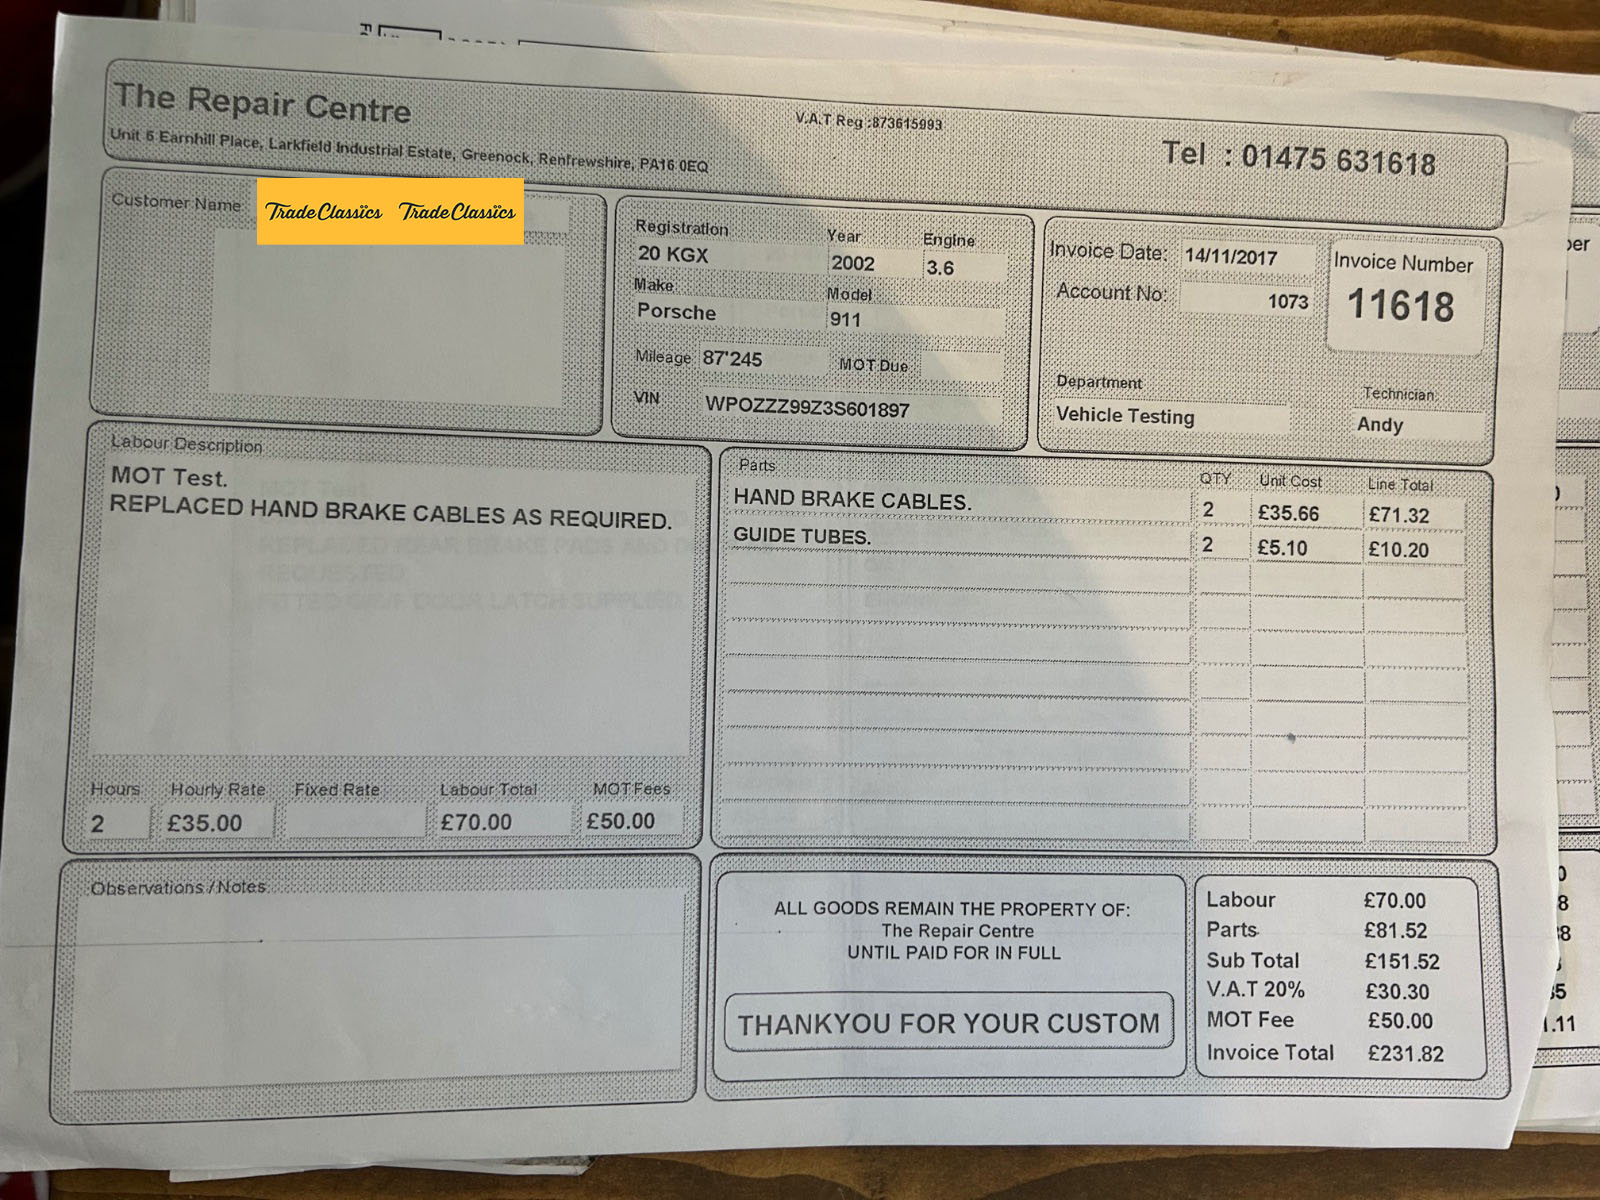 The Repair Centre
Unit 6 Earnhill Place, Larkfield Industrial Estate, Greenock, Renfrewshire, PA16 0EQ
V.A.T Reg :873615993
Tel : 01475 631618
Customer Name
TradeClassics TradeClassics
Registration Year Engine
20 KGX 2002 3.6
Make Model
Porsche 911
Mileage 87'245 MOT Due
VIN WPOZZZ99Z3S601897
Invoice Date: 14/11/2017
Account No: 1073
Invoice Number
11618
Department Technician
Vehicle Testing Andy
Labour Description
MOT Test.
REPLACED HAND BRAKE CABLES AS REQUIRED.
Hours Hourly Rate Fixed Rate Labour Total MOT Fees
2 £35.00 £70.00 £50.00
Parts QTY Unit Cost Line Total
HAND BRAKE CABLES. 2 £35.66 £71.32
GUIDE TUBES. 2 £5.10 £10.20
Observations / Notes
ALL GOODS REMAIN THE PROPERTY OF:
The Repair Centre
UNTIL PAID FOR IN FULL
THANKYOU FOR YOUR CUSTOM
Labour £70.00
Parts £81.52
Sub Total £151.52
V.A.T 20% £30.30
MOT Fee £50.00
Invoice Total £231.82